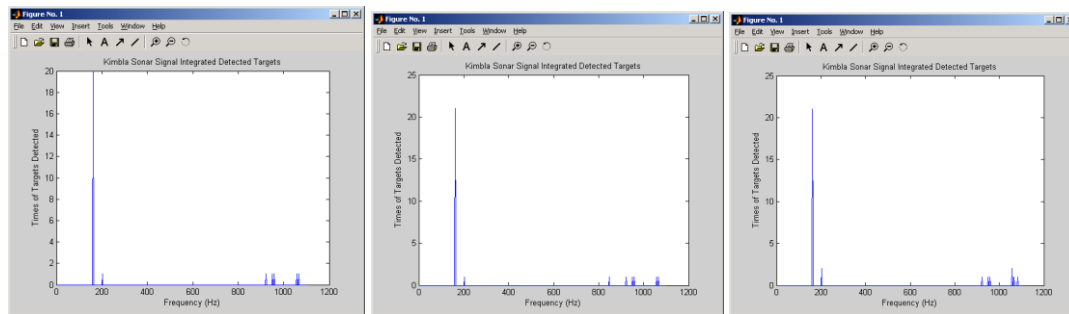 Figure No. 1
File Edit View Insert Tools Window Help
A
Kimbla Sonar Signal Integrated Detected Targets
Times of Targets Detected
20
18
16
14
12
10
8
6
4
2
0
0 200 400 600 800 1000 1200
Frequency (Hz)
Figure No. 1
File Edit View Insert Tools Window Help
A
Kimbla Sonar Signal Integrated Detected Targets
Times of Targets Detected
25
20
15
10
5
0
0 200 400 600 800 1000 1200
Frequency (Hz)
Figure No. 1
File Edit View Insert Tools Window Help
A
Kimbla Sonar Signal Integrated Detected Targets
Times of Targets Detected
25
20
15
10
5
0
0 200 400 600 800 1000 1200
Frequency (Hz)